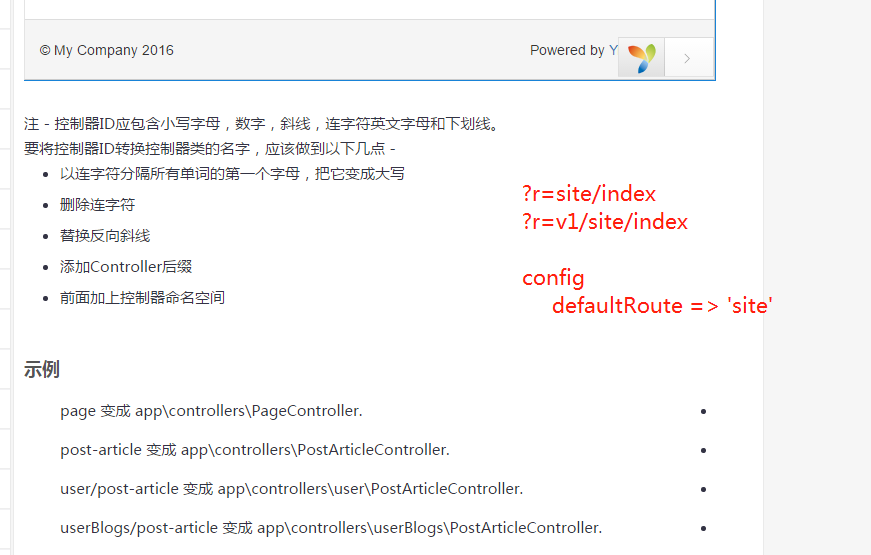 © My Company 2016
Powered by Y
注 - 控制器ID应包含小写字母，数字，斜线，连字符英文字母和下划线。
要将控制器ID转换控制器类的名字，应该做到以下几点 -
以连字符分隔所有单词的第一个字母，把它变成大写
删除连字符
替换反向斜线
添加Controller后缀
前面加上控制器命名空间
?r=site/index
?r=v1/site/index
config
defaultRoute => 'site'
示例
page 变成 app\controllers\PageController.
post-article 变成 app\controllers\PostArticleController.
user/post-article 变成 app\controllers\user\PostArticleController.
userBlogs/post-article 变成 app\controllers\userBlogs\PostArticleController.